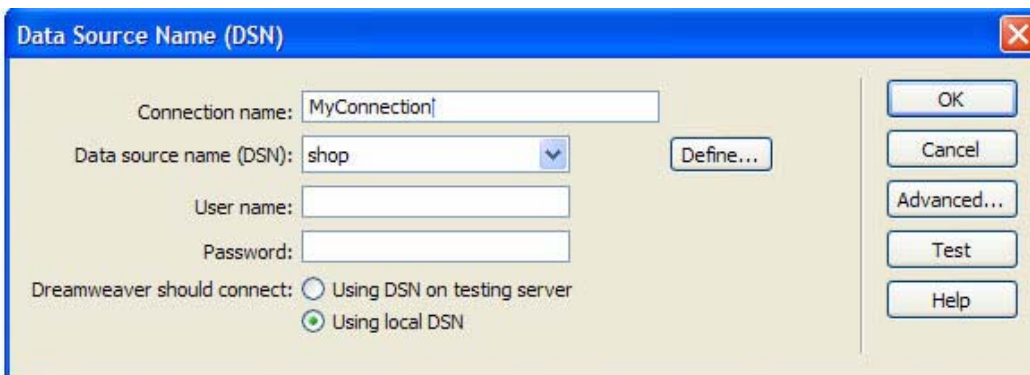 Data Source Name (DSN)
Connection name: MyConnection
OK
Data source name (DSN): shop
Define...
Cancel
User name:
Advanced...
Password:
Test
Dreamweaver should connect: Using DSN on testing server
Help
Using local DSN